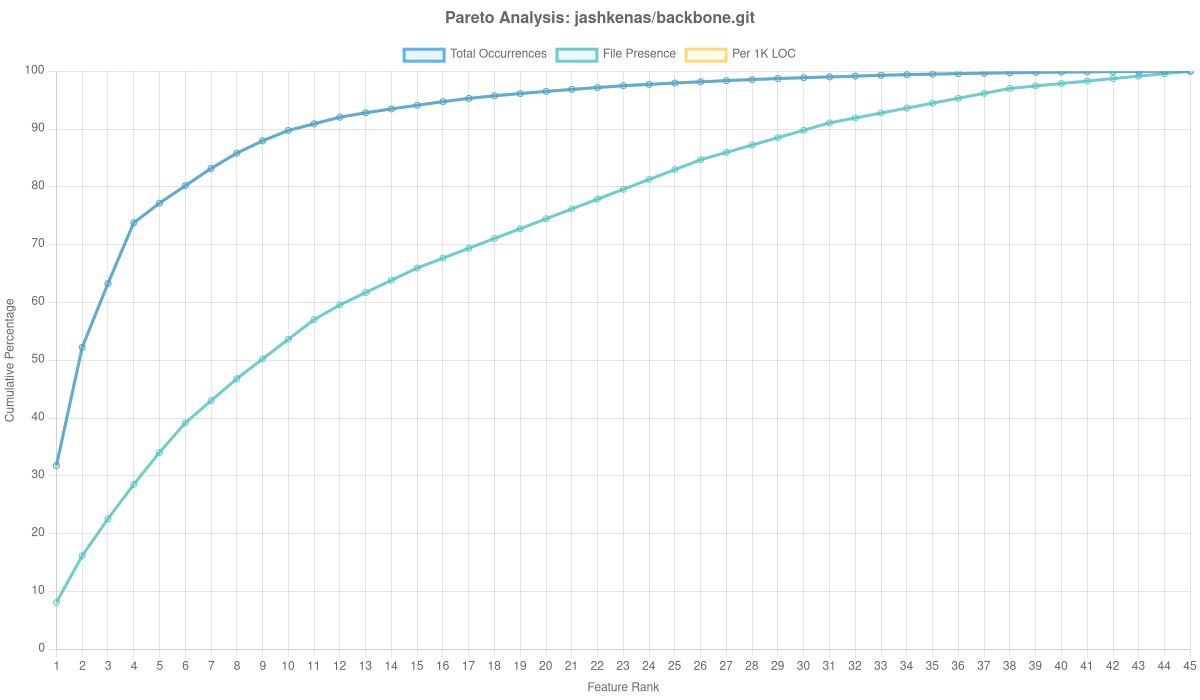 Pareto Analysis: jashkenas/backbone.git
Total Occurrences File Presence Per 1K LOC
100
90
80
70
60
50
40
30
20
10
0
Cumulative Percentage
1 2 3 4 5 6 7 8 9 10 11 12 13 14 15 16 17 18 19 20 21 22 23 24 25 26 27 28 29 30 31 32 33 34 35 36 37 38 39 40 41 42 43 44 45
Feature Rank